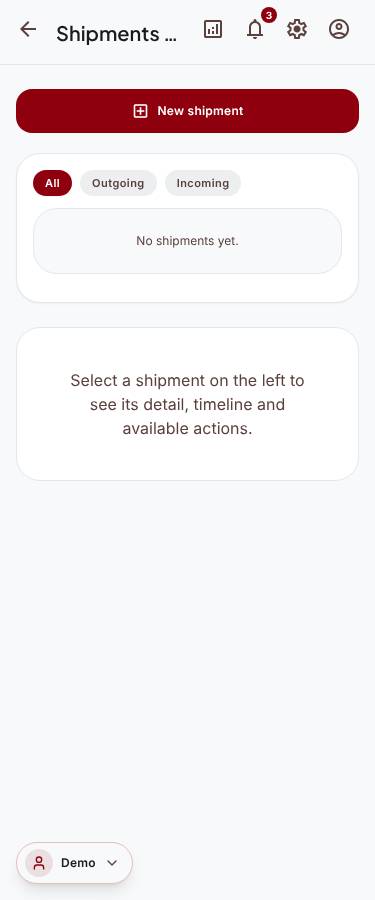 Shipments ...
3
New shipment
All
Outgoing
Incoming
No shipments yet.
Select a shipment on the left to
see its detail, timeline and
available actions.
Demo